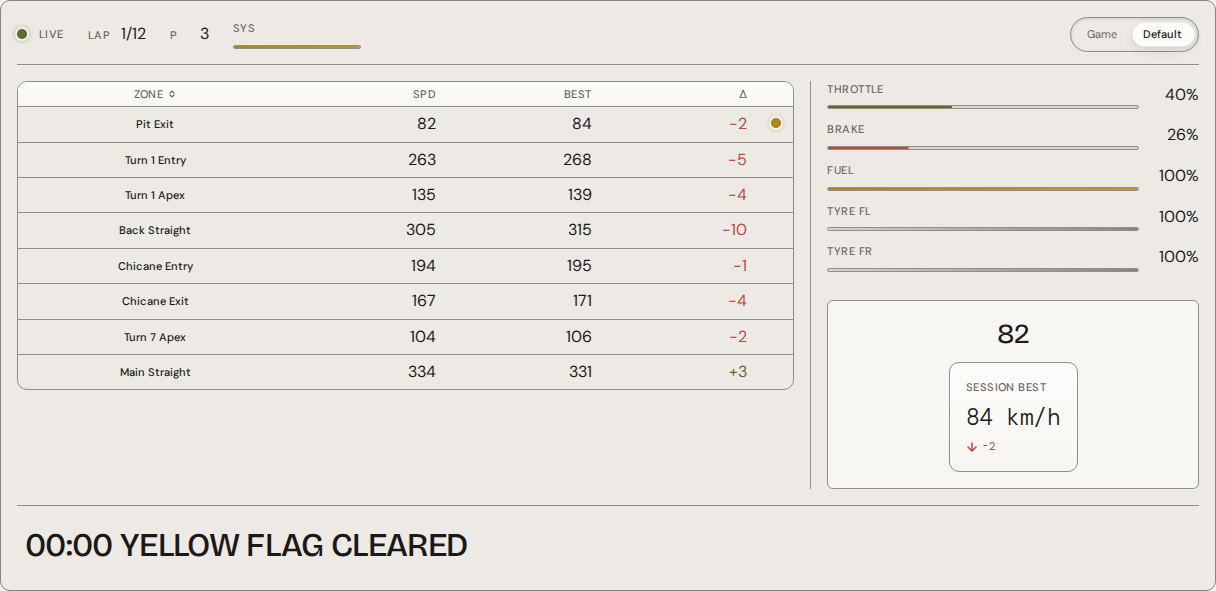 LIVE LAP 1/12 P 3 SYS
Game Default
ZONE SPD BEST Δ
Pit Exit 82 84 −2
Turn 1 Entry 263 268 −5
Turn 1 Apex 135 139 −4
Back Straight 305 315 −10
Chicane Entry 194 195 −1
Chicane Exit 167 171 −4
Turn 7 Apex 104 106 −2
Main Straight 334 331 +3
THROTTLE 40%
BRAKE 26%
FUEL 100%
TYRE FL 100%
TYRE FR 100%
82
SESSION BEST
84 km/h
↓ -2
00:00 YELLOW FLAG CLEARED